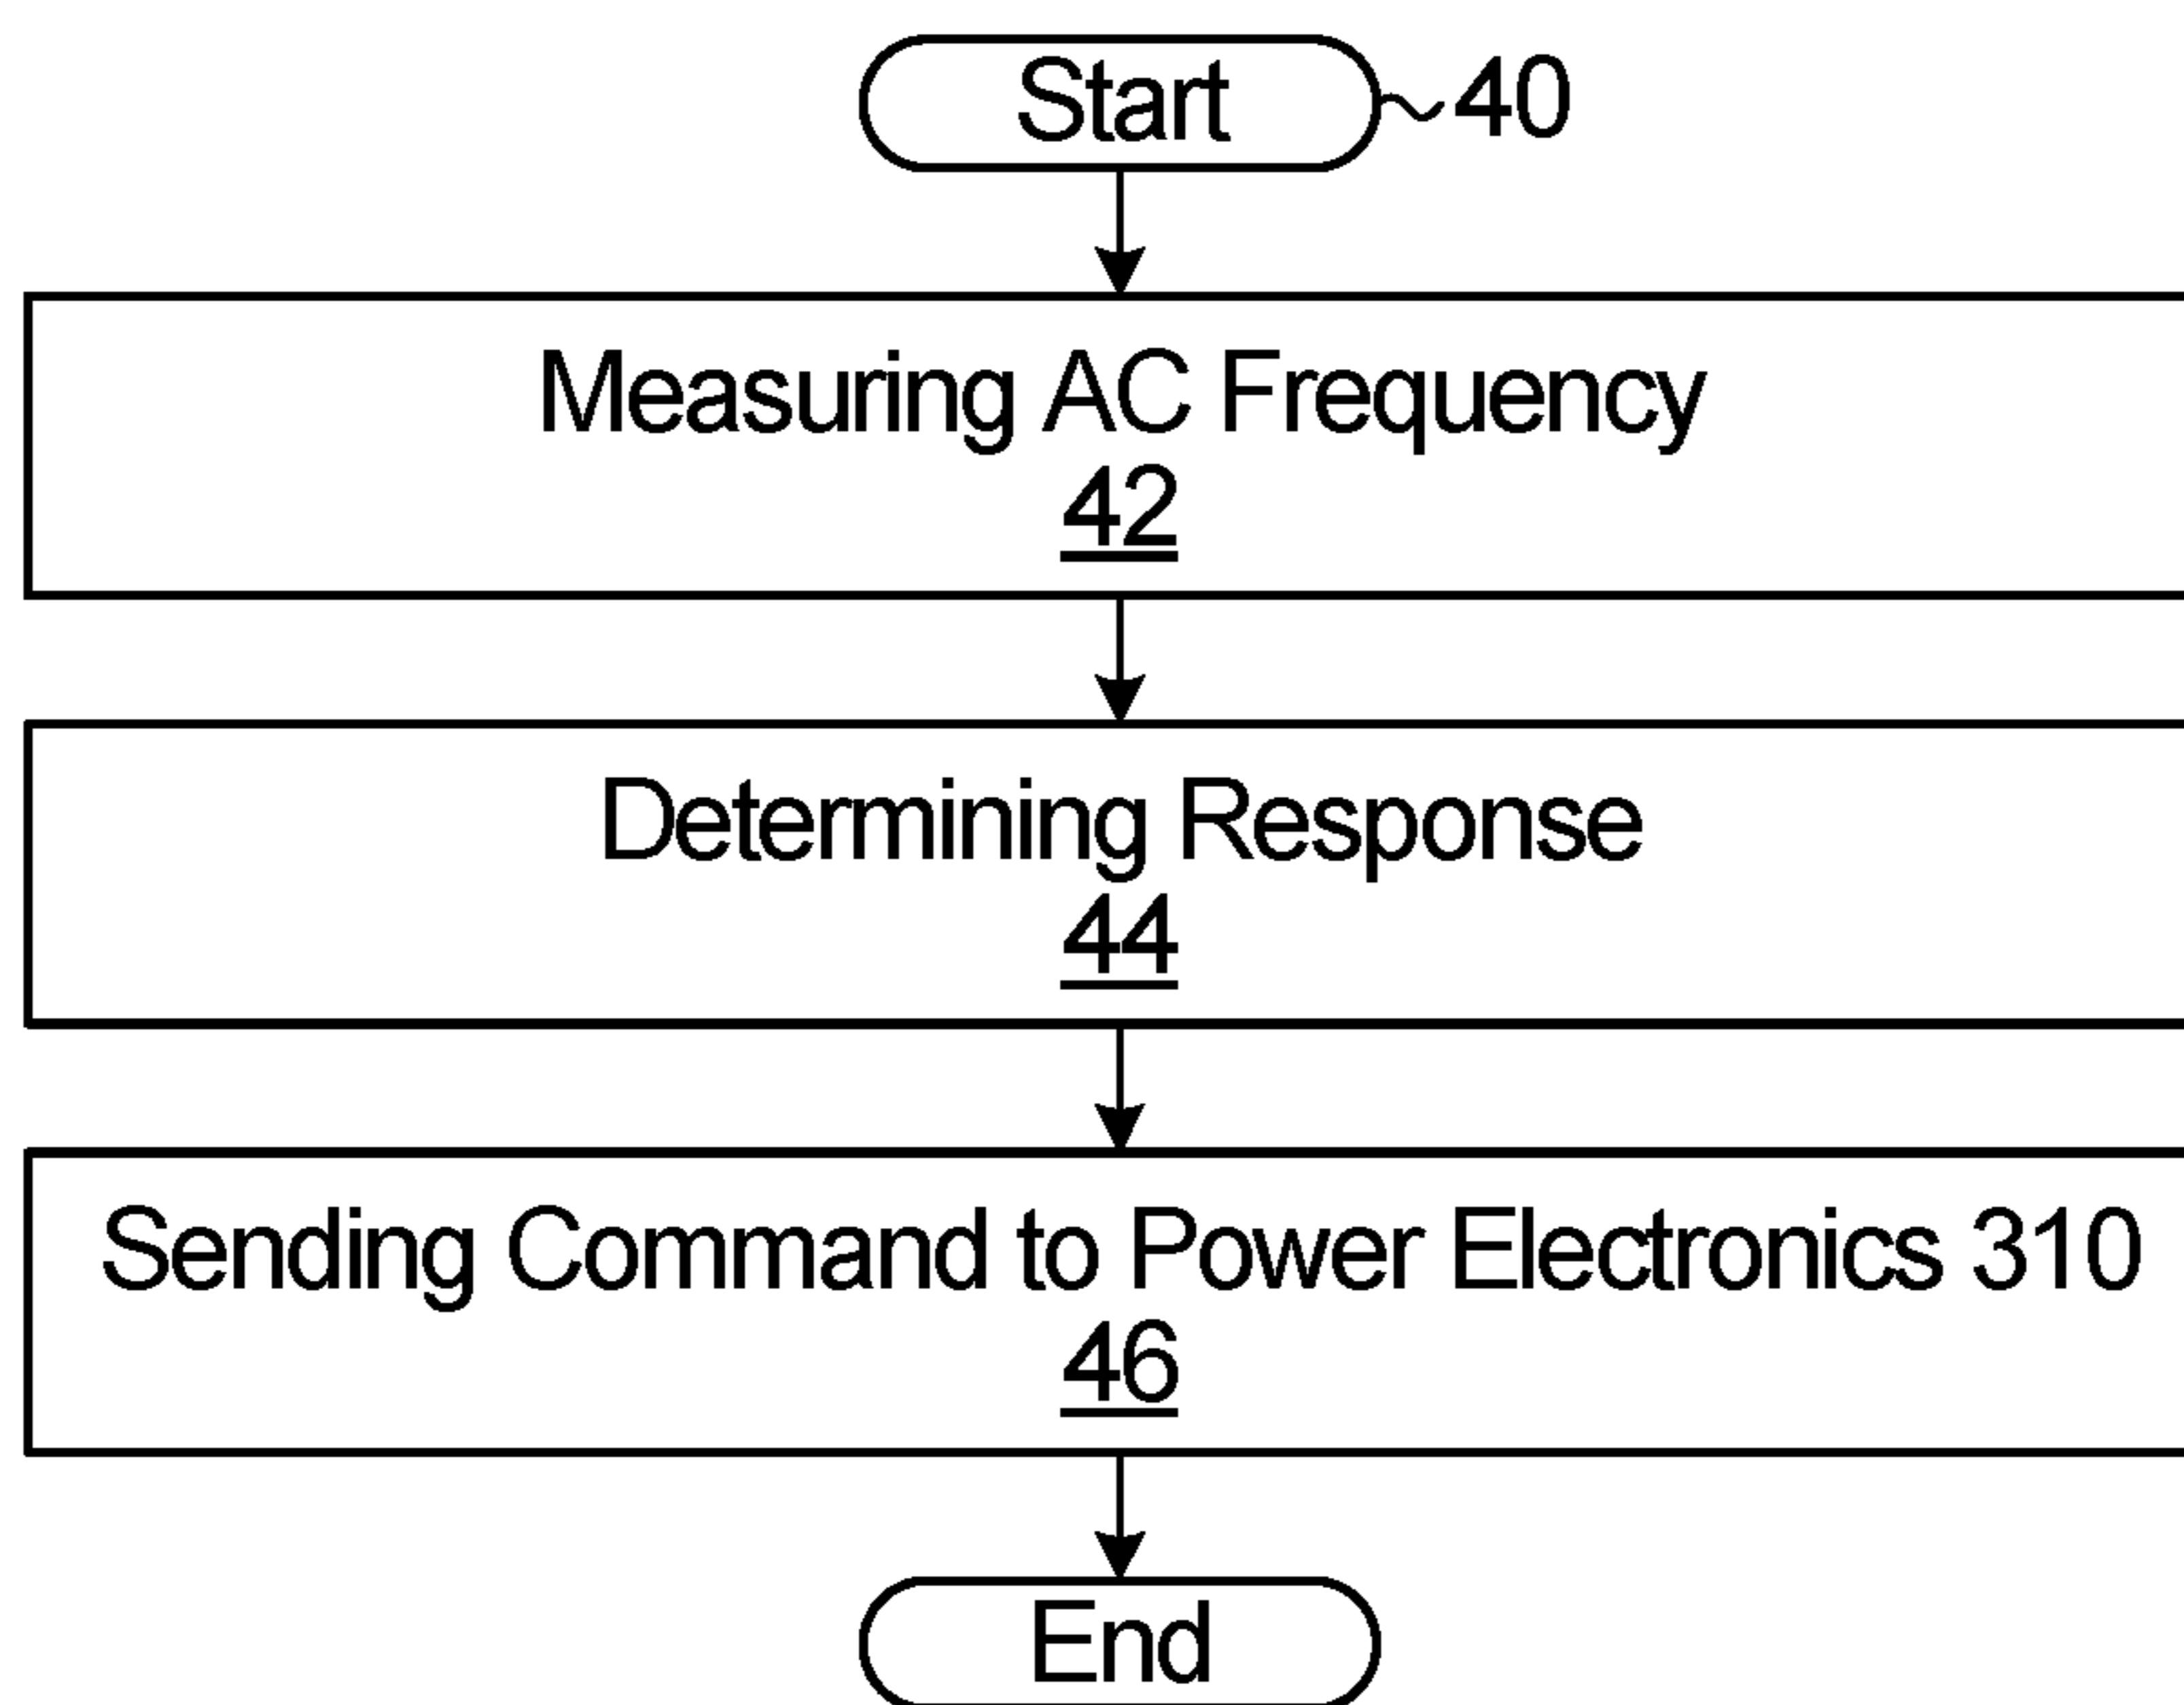 Start
40
Measuring AC Frequency
42
Determining Response
44
Sending Command to Power Electronics 310
46
End